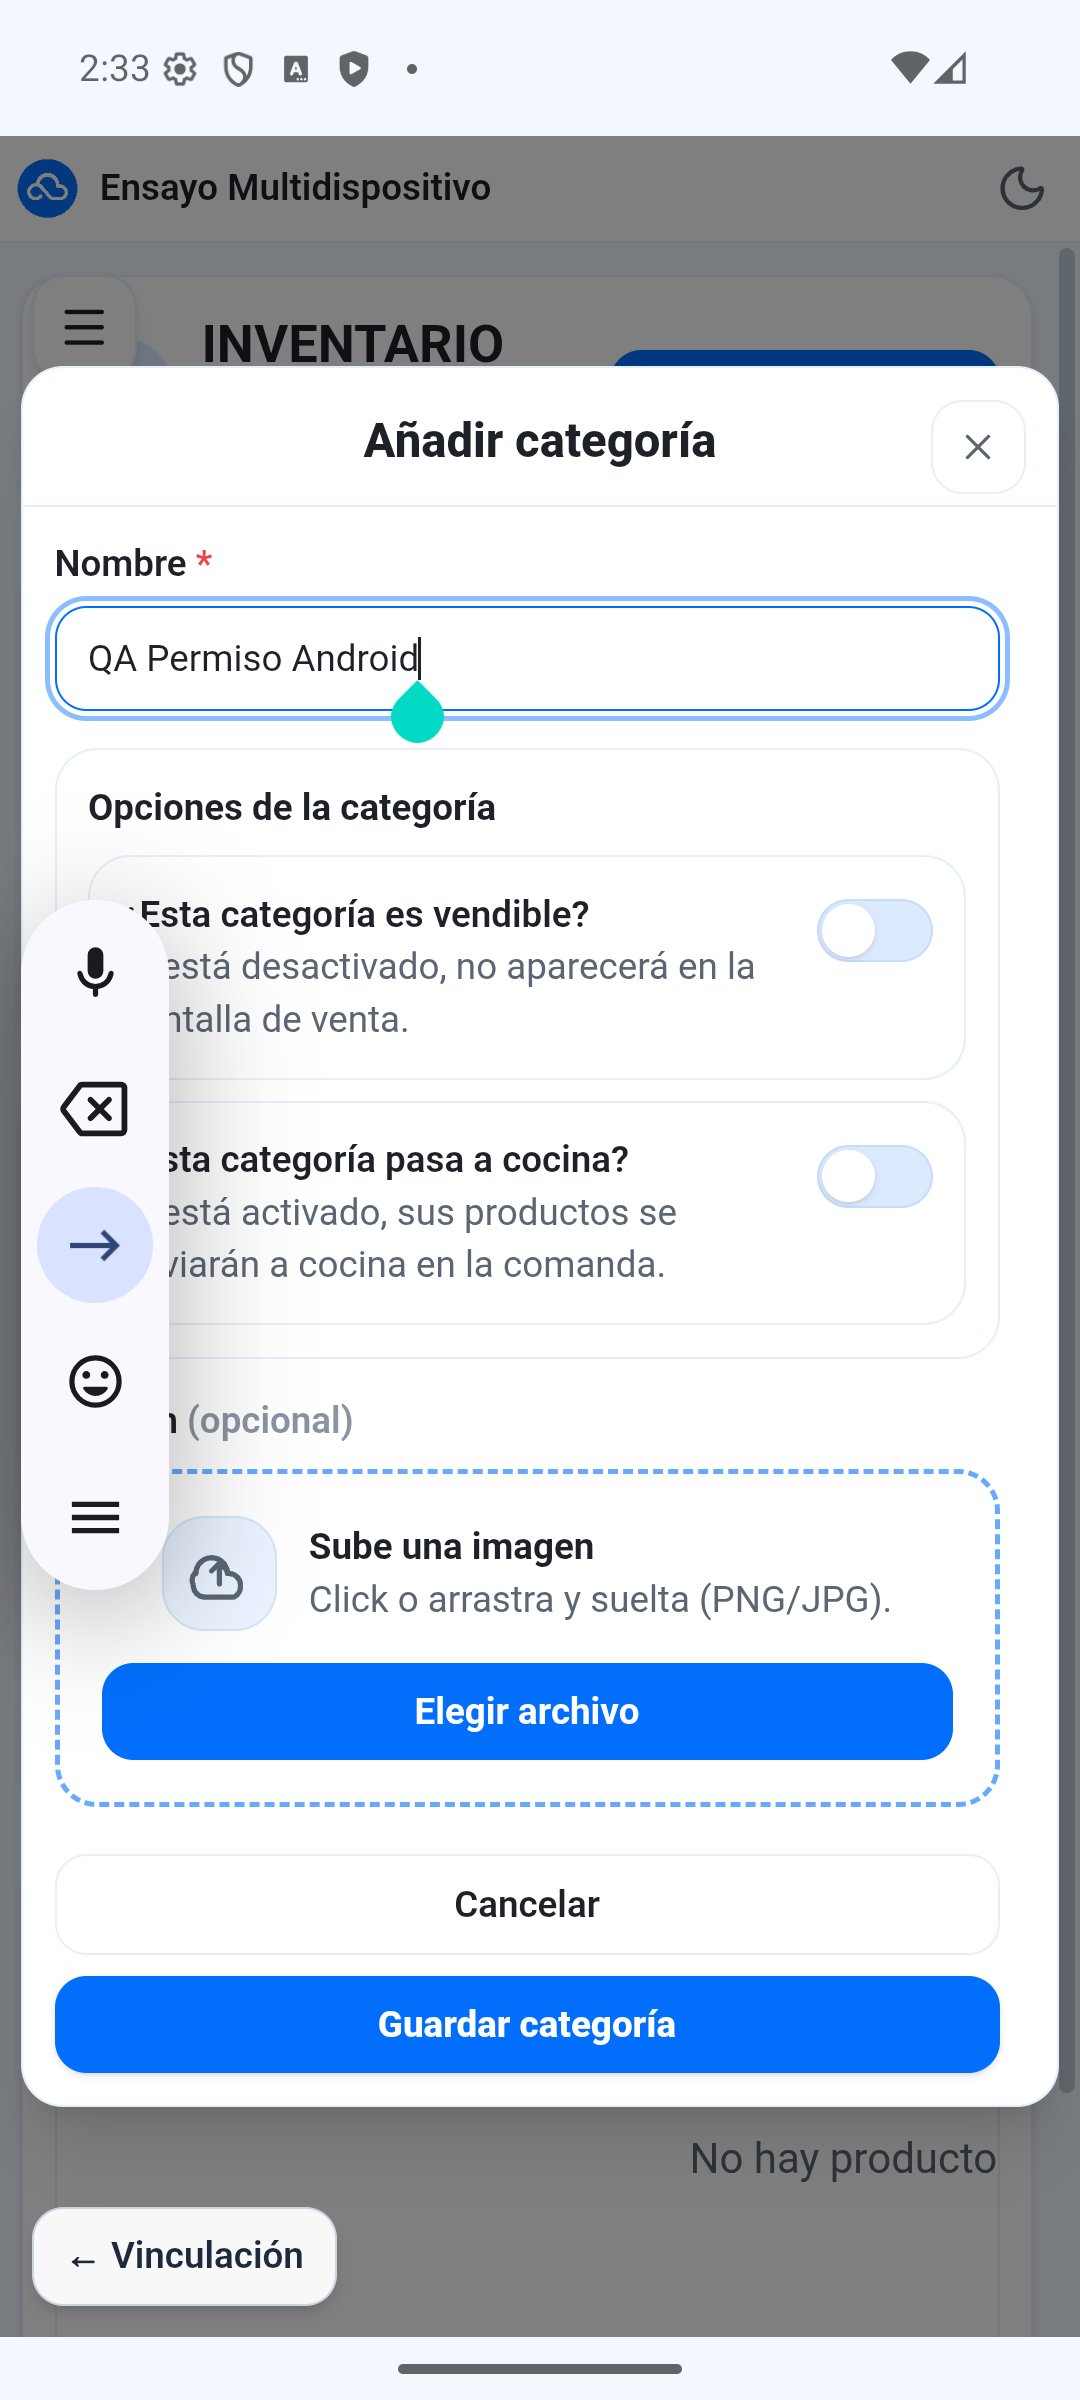 2:33
Ensayo Multidispositivo
INVENTARIO
Añadir categoría
Nombre *
QA Permiso Android
Opciones de la categoría
Esta categoría es vendible?
está desactivado, no aparecerá en la
ntalla de venta.
sta categoría pasa a cocina?
está activado, sus productos se
viarán a cocina en la comanda.
n (opcional)
Sube una imagen
Click o arrastra y suelta (PNG/JPG).
Elegir archivo
Cancelar
Guardar categoría
No hay producto
← Vinculación